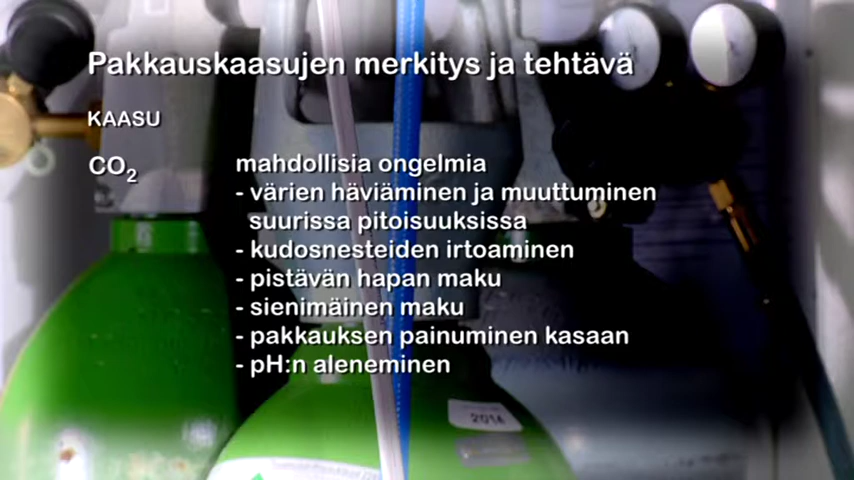 Pakkauskaasujen merkitys ja tehtävä
KAASU
CO₂
mahdollisia ongelmia
- värien häviäminen ja muuttuminen
suurissa pitoisuuksissa
- kudosnesteiden irtoaminen
- pistävän hapan maku
- sienimäinen maku
- pakkauksen painuminen kasaan
- pH:n aleneminen
2014